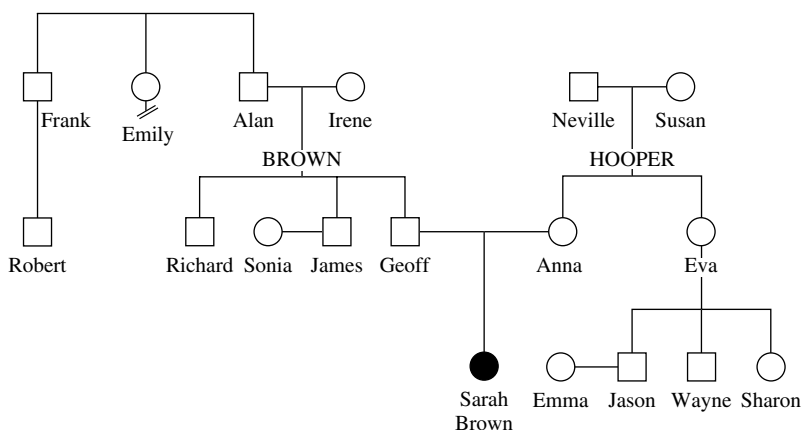 Frank
Emily
Alan
Irene
Neville
Susan
BROWN
HOOPER
Robert
Richard
Sonia
James
Geoff
Anna
Eva
Sarah
Brown
Emma
Jason
Wayne
Sharon